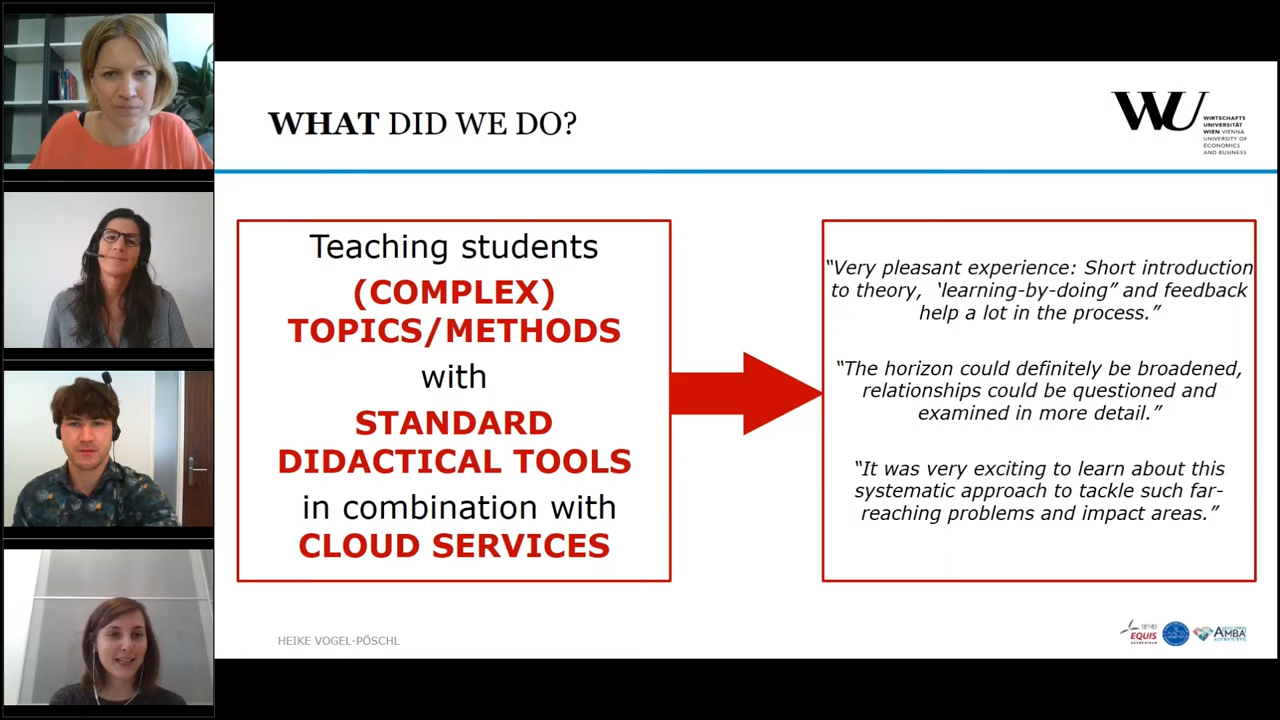 WHAT DID WE DO?
WU
WIRTSCHAFTS
UNIVERSITÄT
WIEN VIENNA
UNIVERSITY OF
ECONOMICS
AND BUSINESS
Teaching students
(COMPLEX)
TOPICS/METHODS
with
STANDARD
DIDACTICAL TOOLS
in combination with
CLOUD SERVICES
“Very pleasant experience: Short introduction
to theory, ‘learning-by-doing” and feedback
help a lot in the process.”
“The horizon could definitely be broadened,
relationships could be questioned and
examined in more detail.”
“It was very exciting to learn about this
systematic approach to tackle such far-
reaching problems and impact areas.”
HEIKE VOGEL-PÖSCHL
EQUIS
AMBA